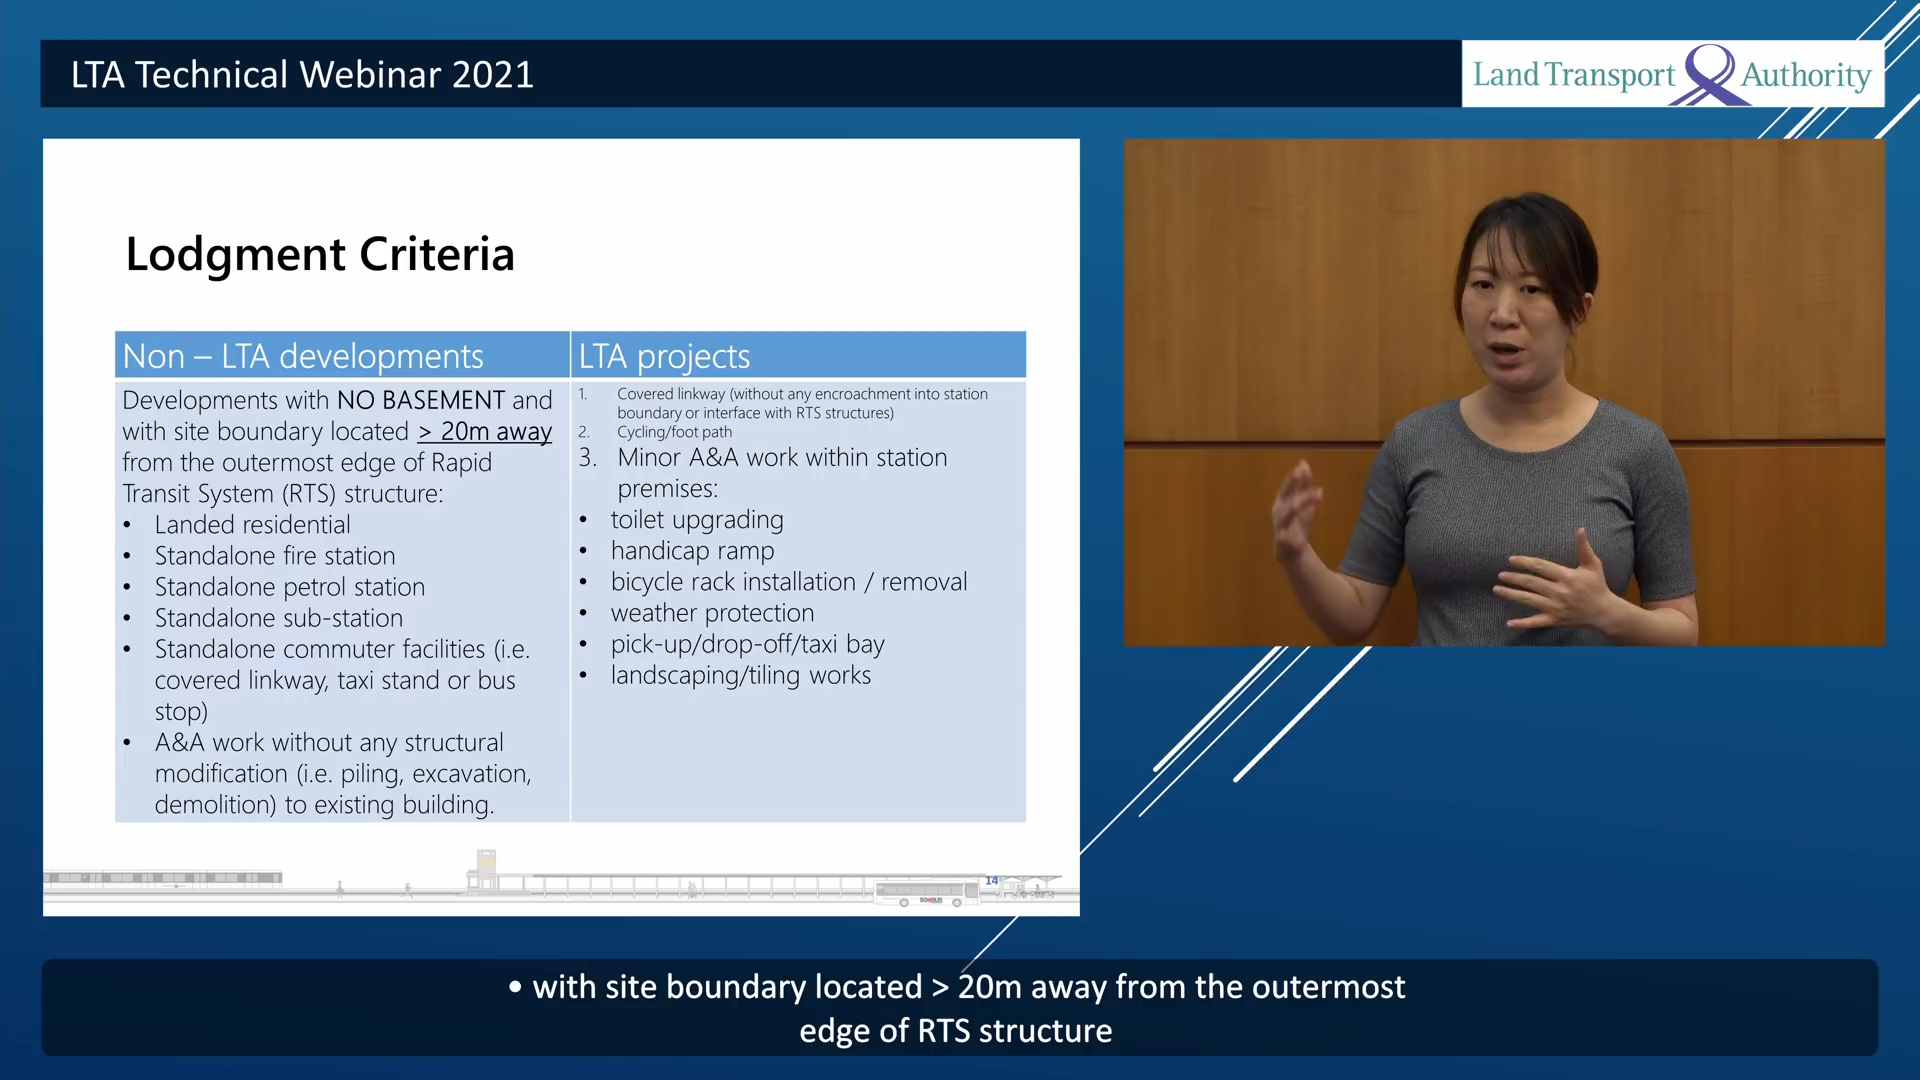 LTA Technical Webinar 2021
Land Transport Authority
Lodgment Criteria
Non – LTA developments
Developments with NO BASEMENT and
with site boundary located > 20m away
from the outermost edge of Rapid
Transit System (RTS) structure:
• Landed residential
• Standalone fire station
• Standalone petrol station
• Standalone sub-station
• Standalone commuter facilities (i.e.
covered linkway, taxi stand or bus
stop)
• A&A work without any structural
modification (i.e. piling, excavation,
demolition) to existing building.
LTA projects
1. Covered linkway (without any encroachment into station
boundary or interface with RTS structures)
2. Cycling/foot path
3. Minor A&A work within station
premises:
• toilet upgrading
• handicap ramp
• bicycle rack installation / removal
• weather protection
• pick-up/drop-off/taxi bay
• landscaping/tiling works
14
SG♥BUS
• with site boundary located > 20m away from the outermost
edge of RTS structure